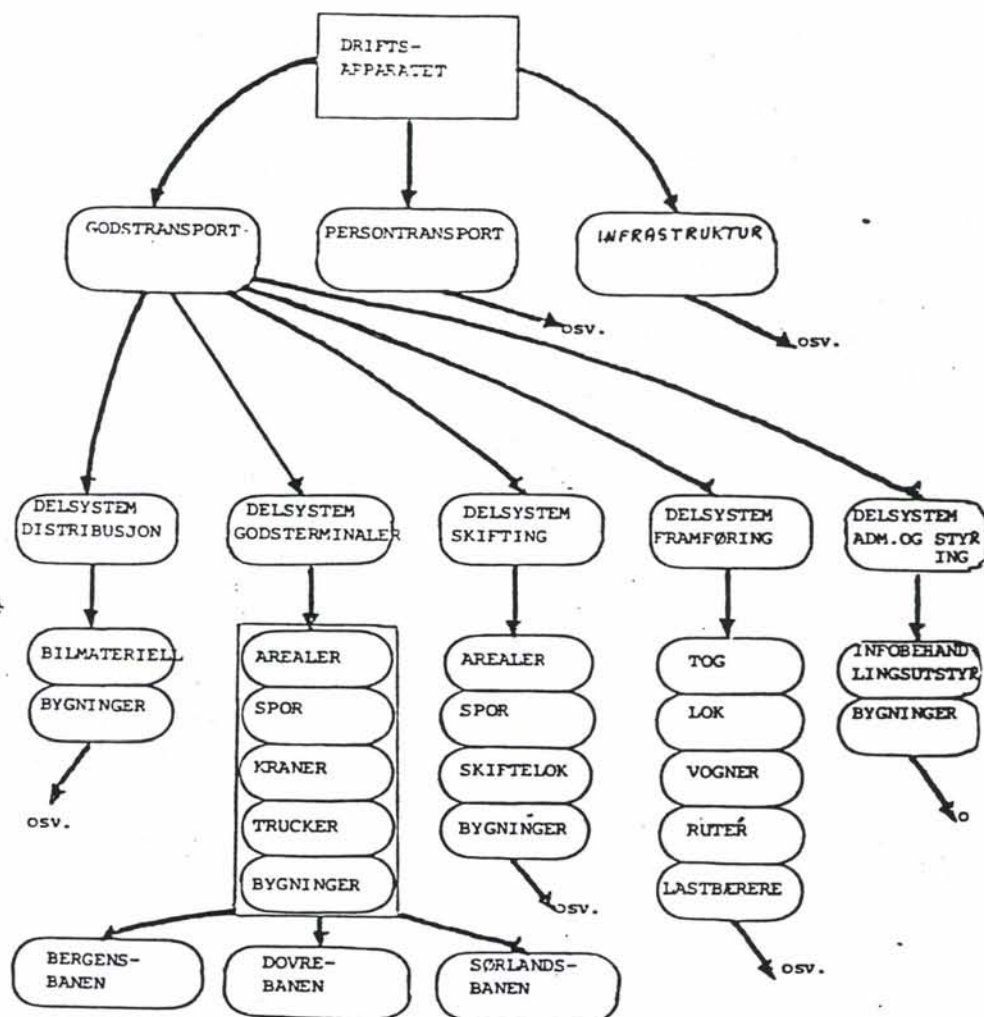 DRIFTS-
APPARATET
GODSTRANSPORT
PERSONTRANSPORT
INFRASTRUKTUR
osv.
osv.
DELSYSTEM
DISTRIBUSJON
DELSYSTEM
GODSTERMINALER
DELSYSTEM
SKIFTING
DELSYSTEM
FRAMFØRING
DELSYSTEM
ADM.OG STYR
ING
BILMATERIELL
BYGNINGER
osv.
AREALER
SPOR
KRANER
TRUCKER
BYGNINGER
AREALER
SPOR
SKIFTELOK
BYGNINGER
osv.
TOG
LOK
VOGNER
RUTER
LASTBÆRERE
osv.
INFOBEHAND
LINGSUTSTYR
BYGNINGER
o
BERGENS-
BANEN
DOVRE-
BANEN
SØRLANDS-
BANEN